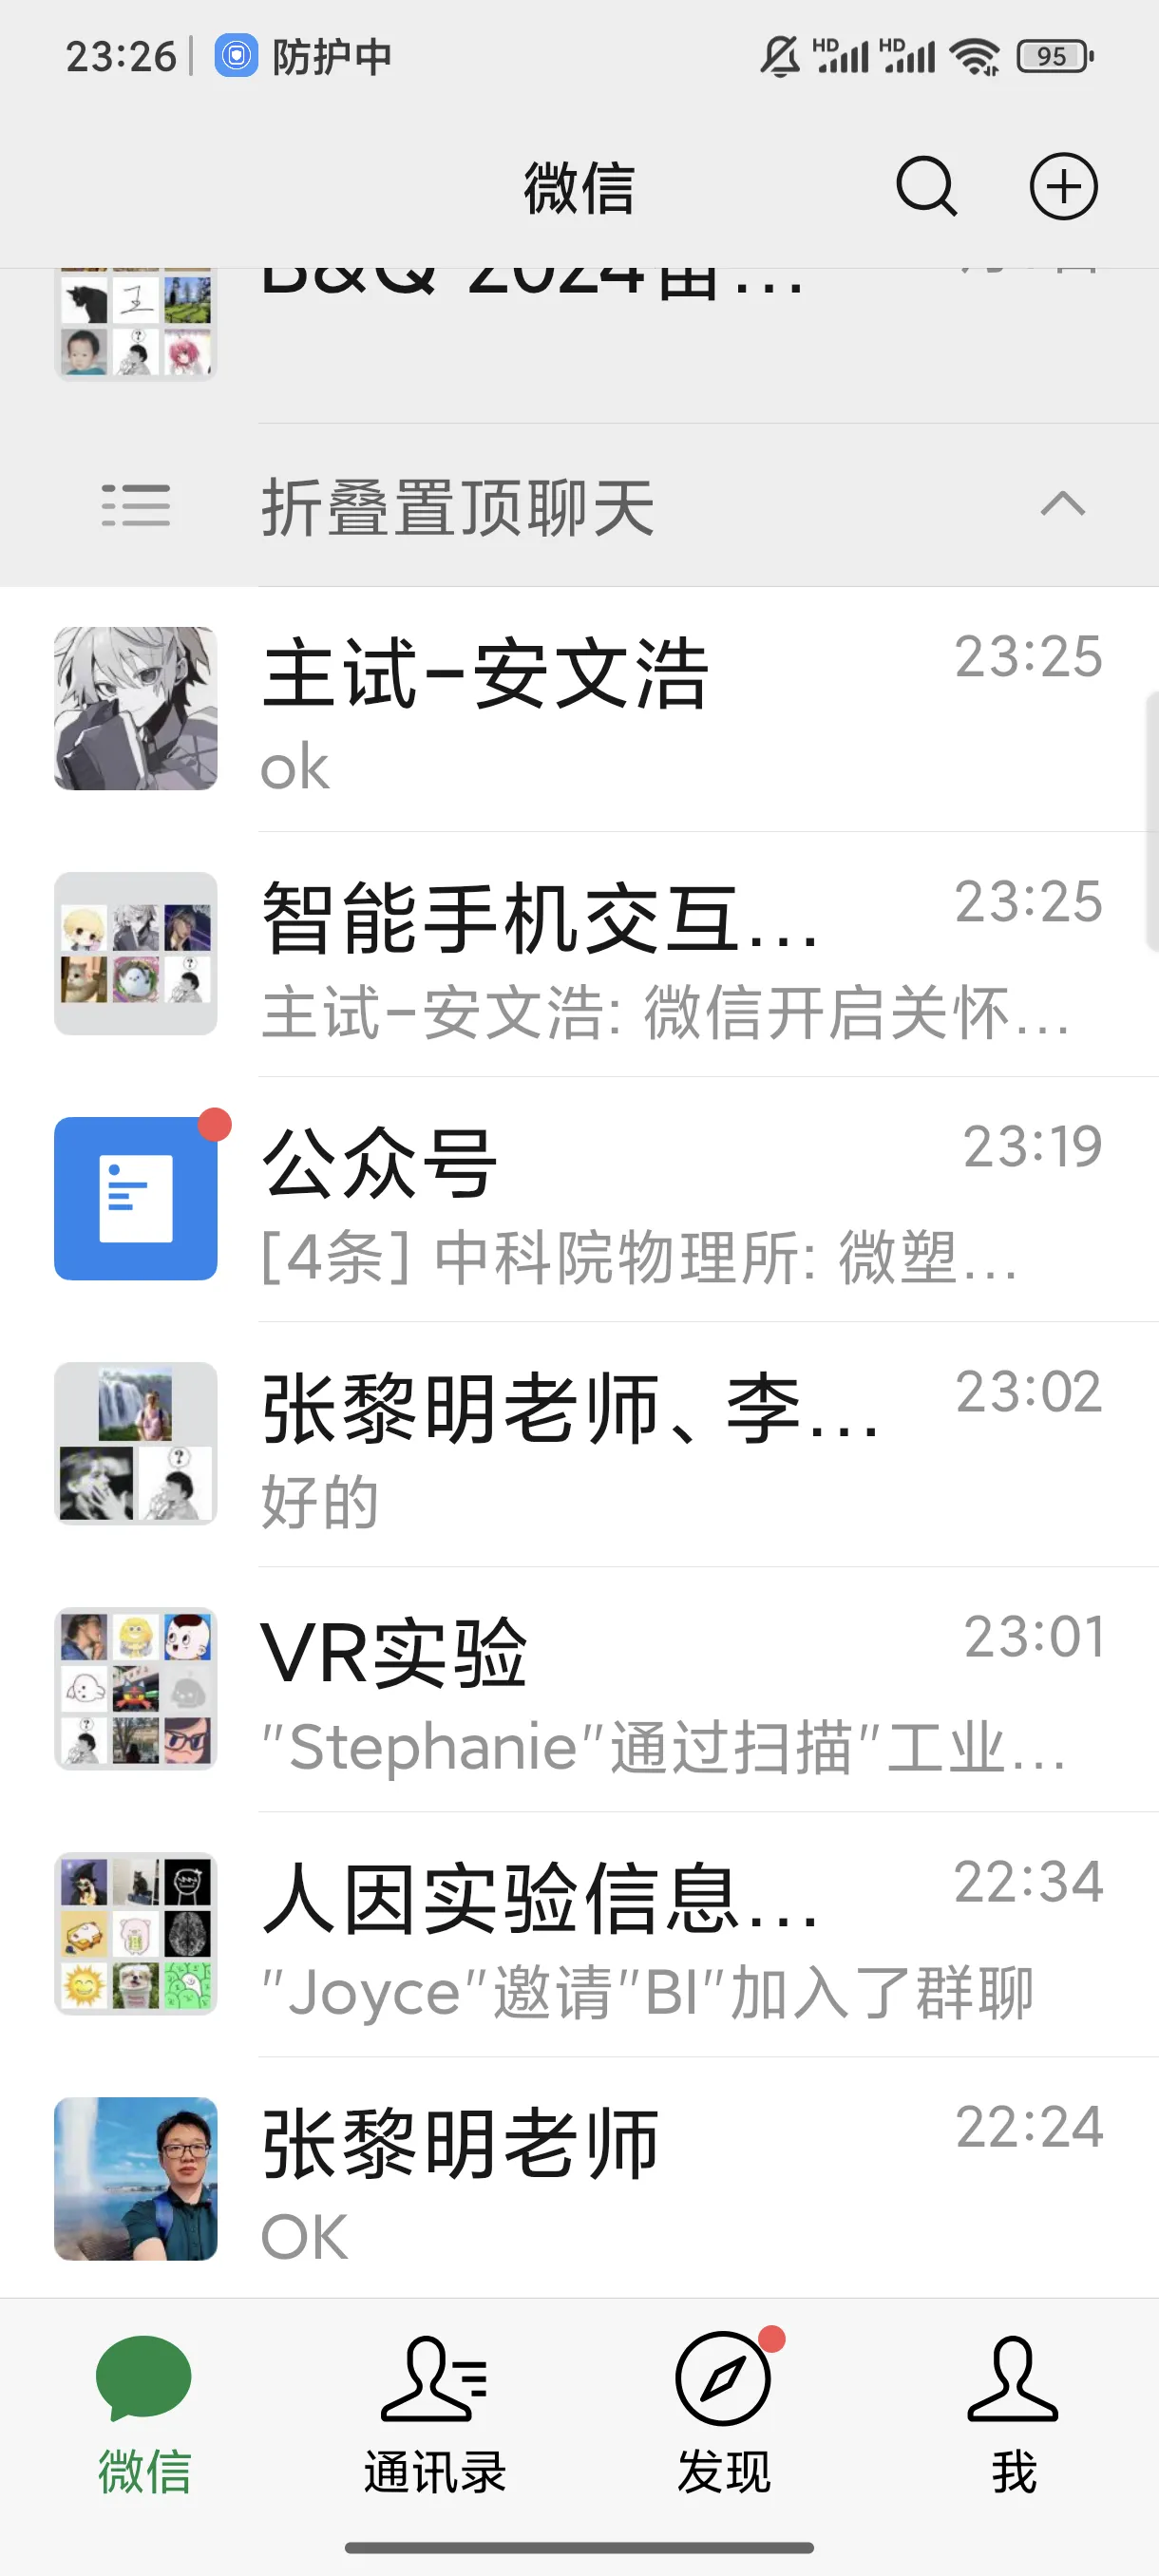 23:26
防护中
HD
HD
95
微信
B&Q 2024留…
折叠置顶聊天
主试-安文浩
23:25
ok
智能手机交互…
23:25
主试-安文浩: 微信开启关怀…
公众号
23:19
[4条] 中科院物理所: 微塑…
张黎明老师、李…
23:02
好的
VR实验
23:01
"Stephanie"通过扫描"工业…
人因实验信息…
22:34
"Joyce"邀请"BI"加入了群聊
张黎明老师
22:24
OK
微信
通讯录
发现
我